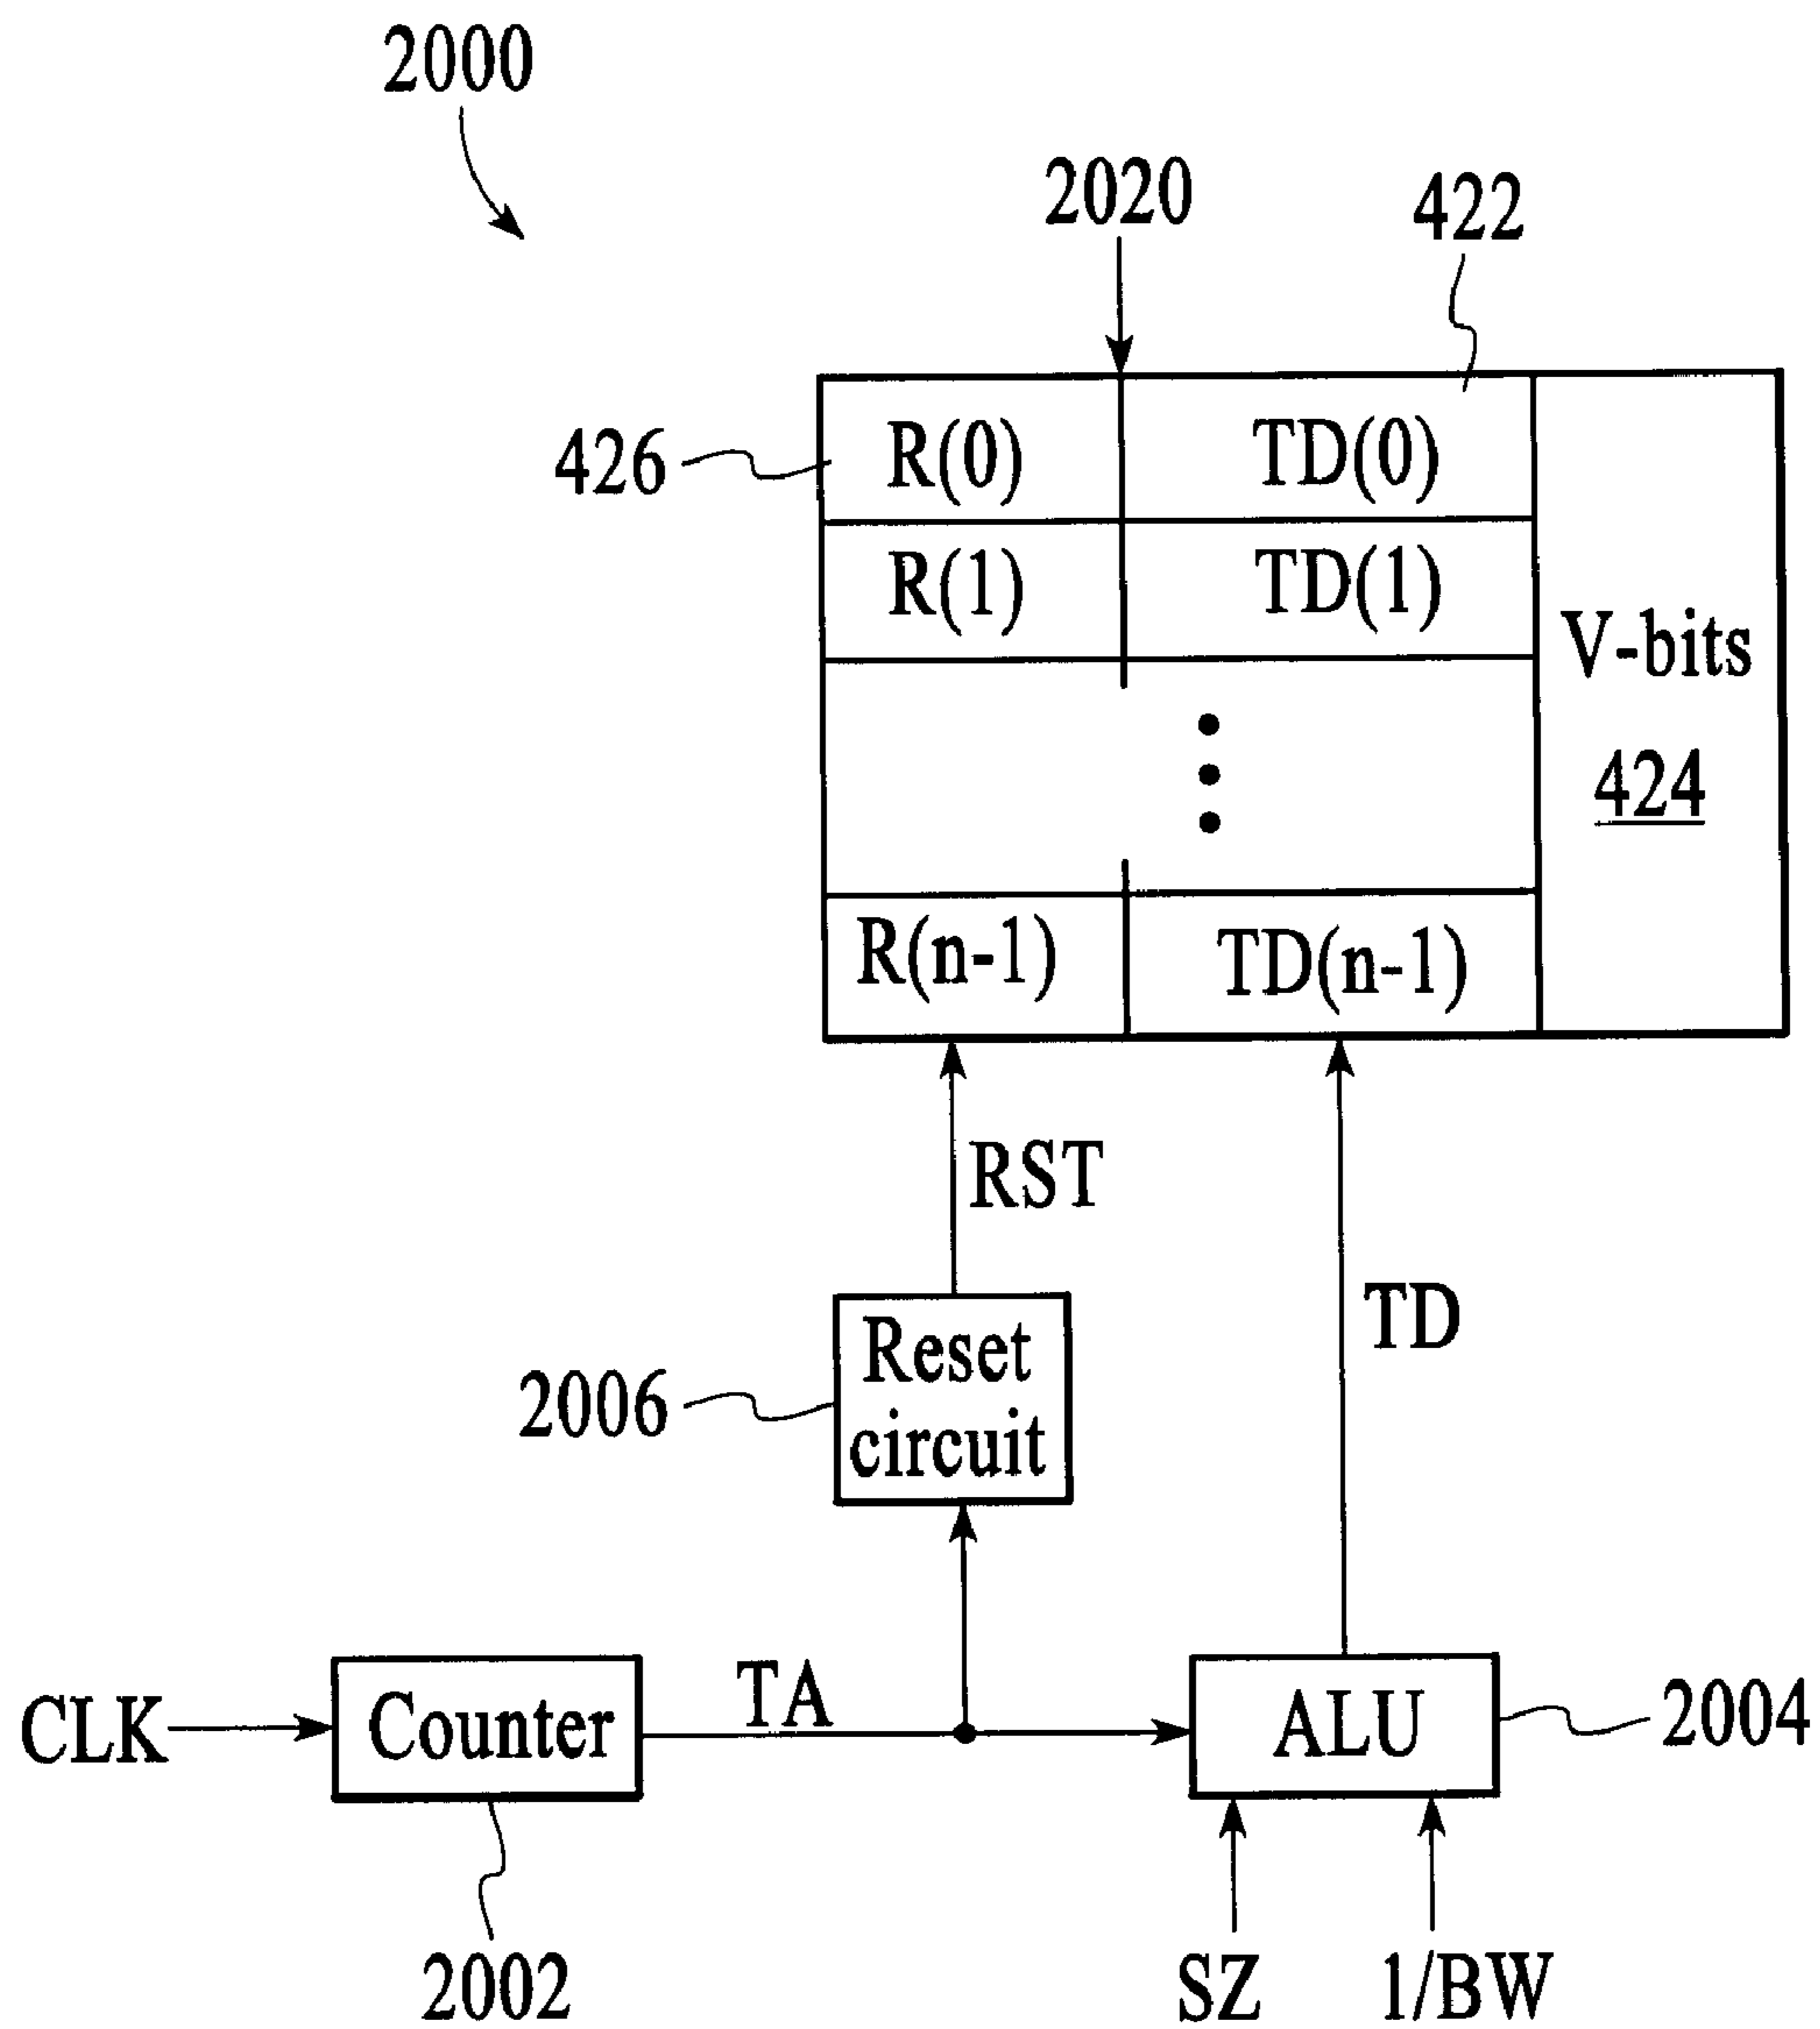 2000
2020
422
426
R(0)
TD(0)
R(1)
TD(1)
V-bits
424
R(n-1)
TD(n-1)
RST
TD
2006
Reset
circuit
CLK
Counter
TA
ALU
2004
2002
SZ
1/BW